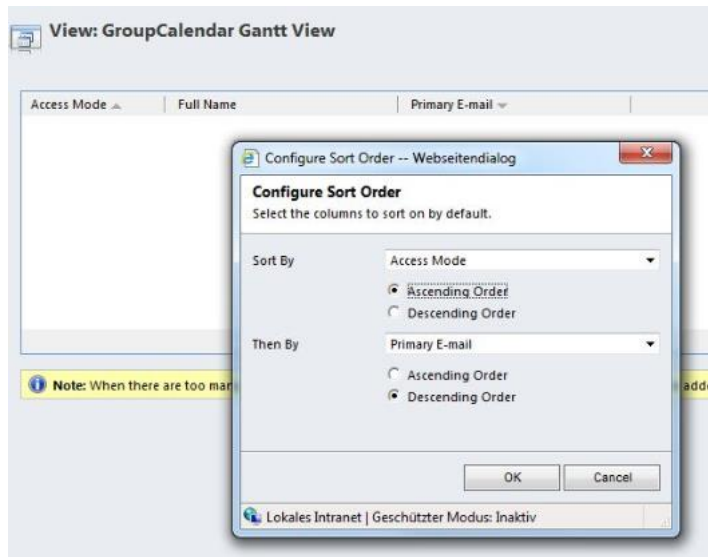 View: GroupCalendar Gantt View
Access Mode Full Name Primary E-mail
Configure Sort Order -- Webseitendialog
Configure Sort Order
Select the columns to sort on by default.
Sort By Access Mode
Ascending Order
Descending Order
Then By Primary E-mail
Ascending Order
Descending Order
Note: When there are too
OK Cancel
Lokales Intranet | Geschützter Modus: Inaktiv